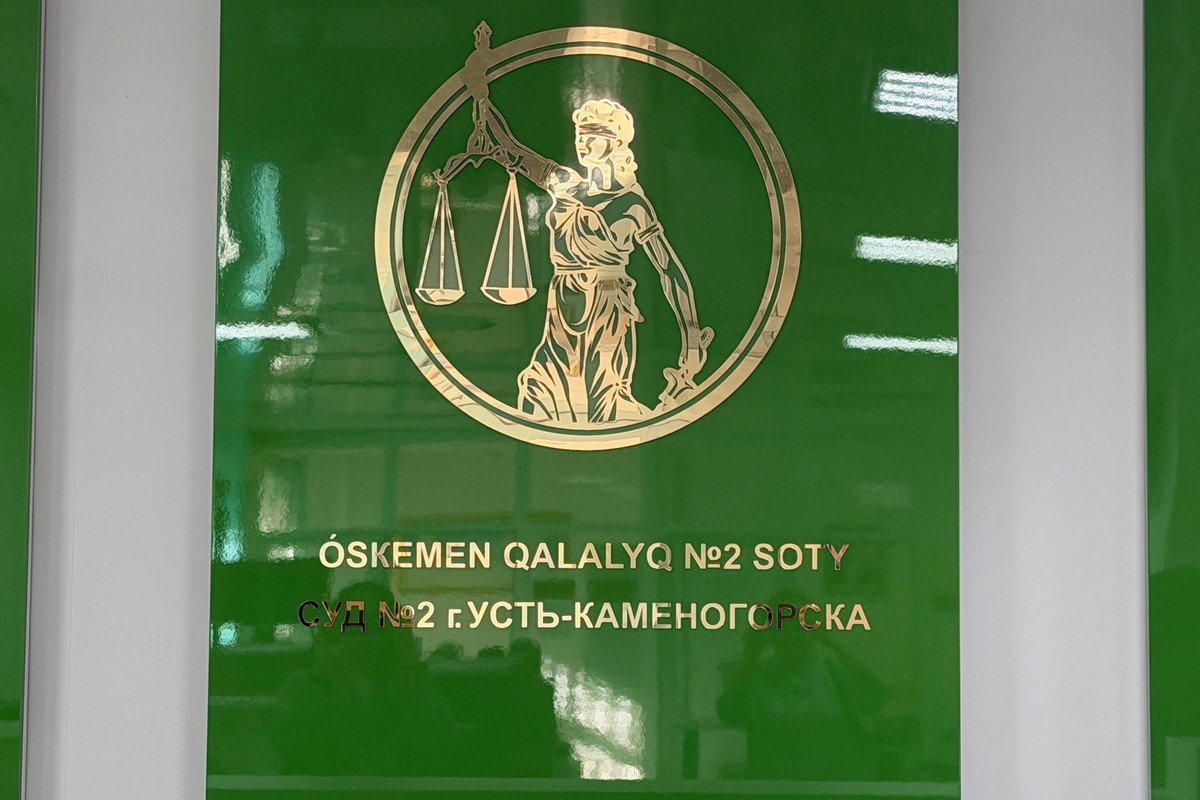 ÓSKEMEN QALALYQ №2 SOTY
СУД №2 г.УСТЬ-КАМЕНОГОРСКА